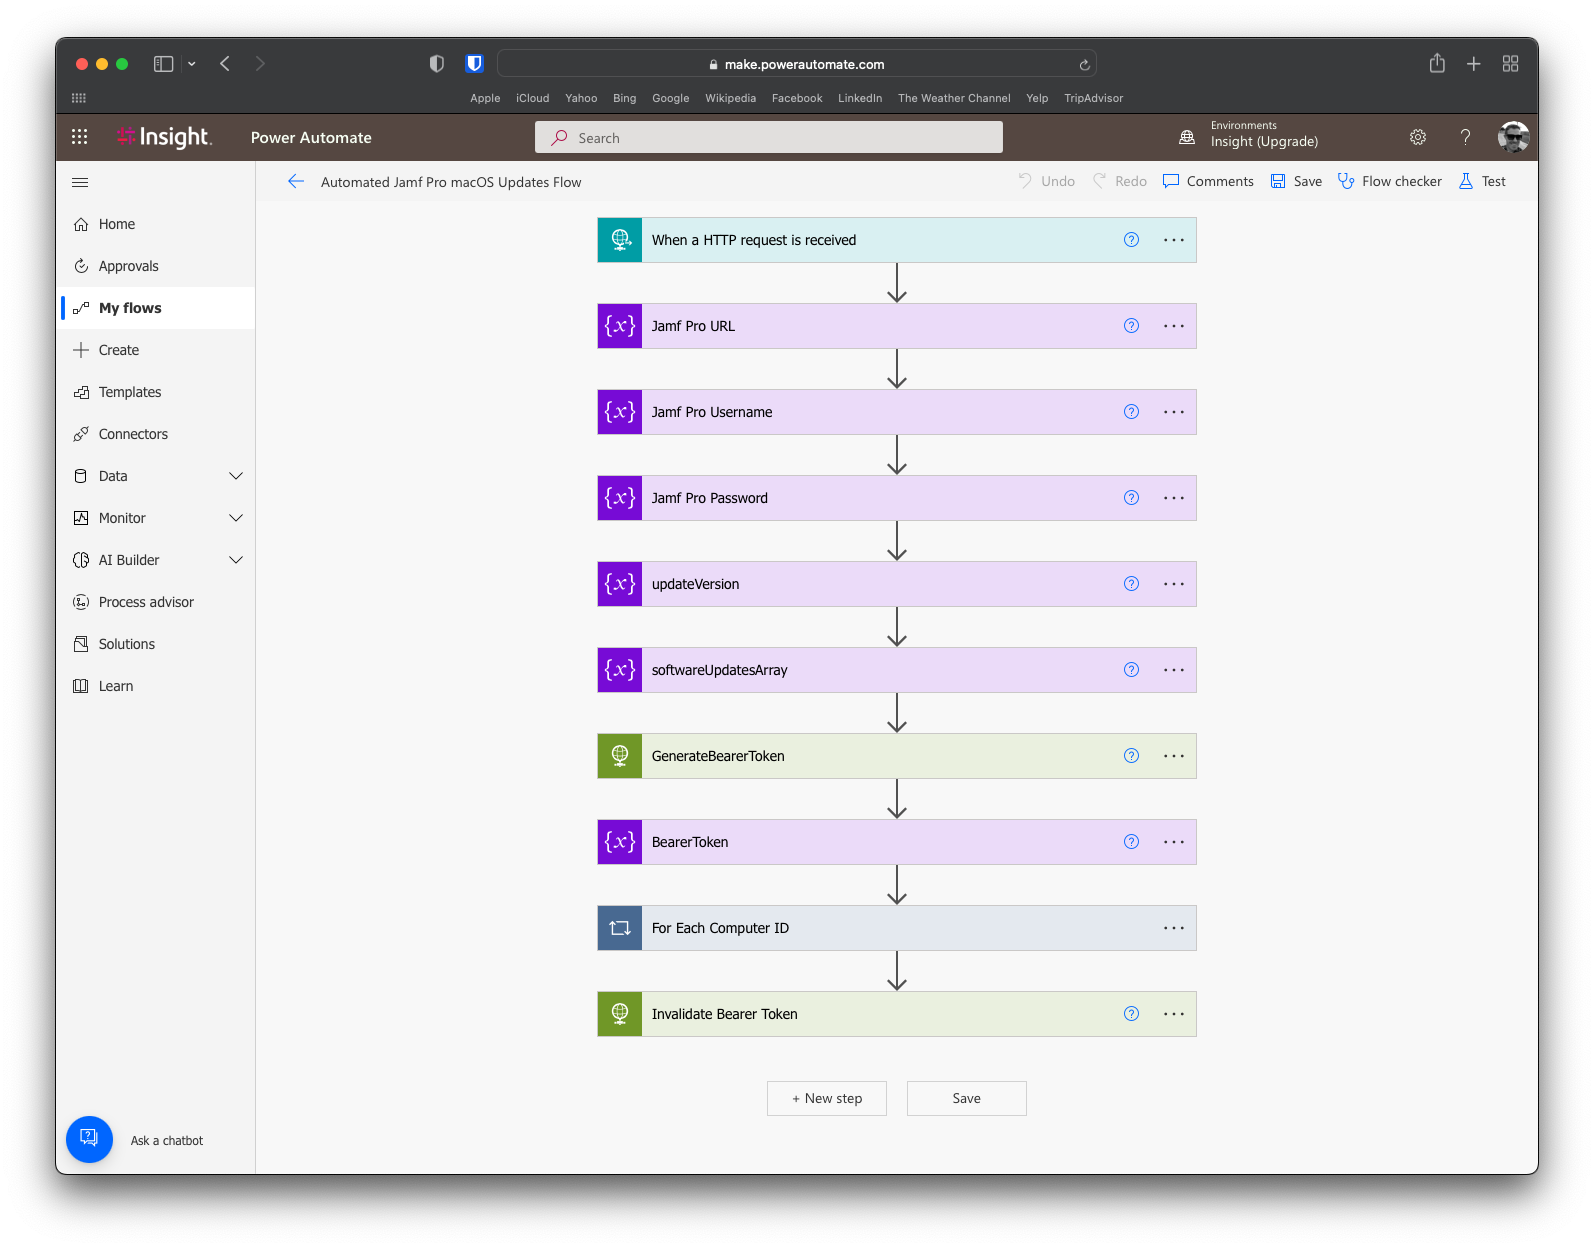 make.powerautomate.com
Apple iCloud Yahoo Bing Google Wikipedia Facebook LinkedIn The Weather Channel Yelp TripAdvisor
Insight. Power Automate Search Environments
Insight (Upgrade)
Automated Jamf Pro macOS Updates Flow Undo Redo Comments Save Flow checker Test
Home
Approvals
My flows
Create
Templates
Connectors
Data
Monitor
AI Builder
Process advisor
Solutions
Learn
Ask a chatbot
When a HTTP request is received
{x} Jamf Pro URL
{x} Jamf Pro Username
{x} Jamf Pro Password
{x} updateVersion
{x} softwareUpdatesArray
GenerateBearerToken
{x} BearerToken
For Each Computer ID
Invalidate Bearer Token
+ New step Save